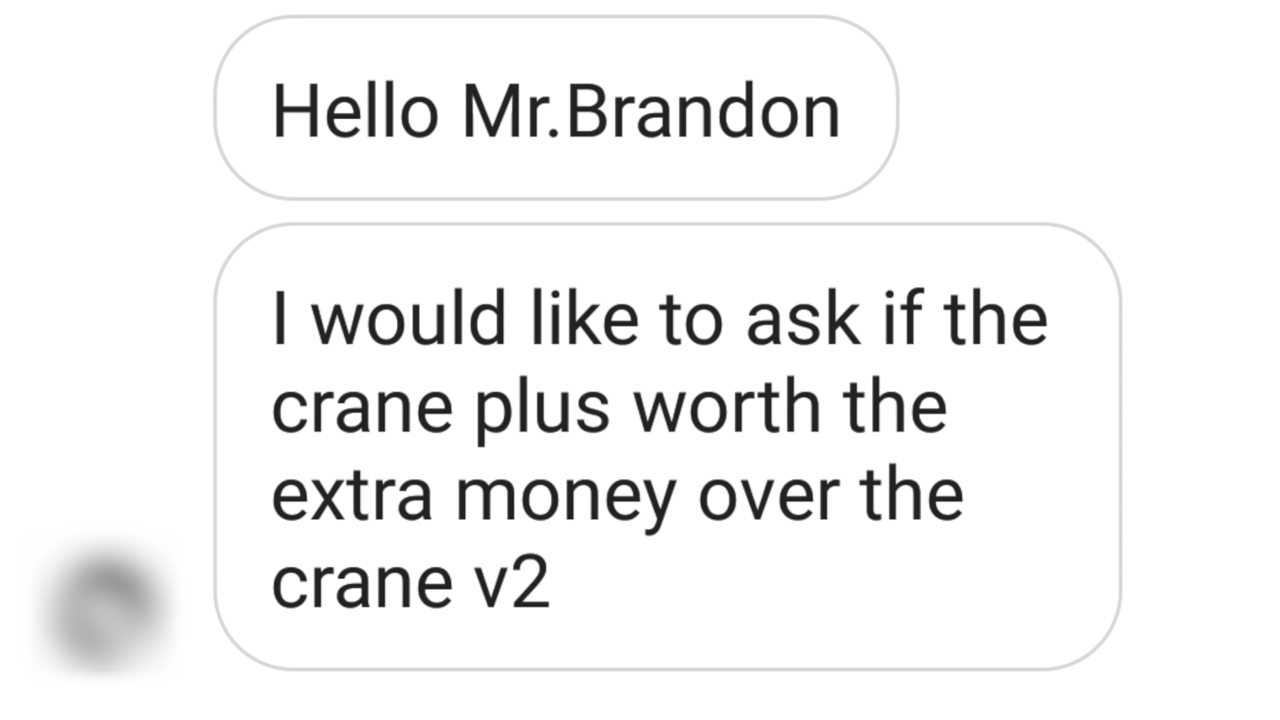 Hello Mr.Brandon
I would like to ask if the
crane plus worth the
extra money over the
crane v2